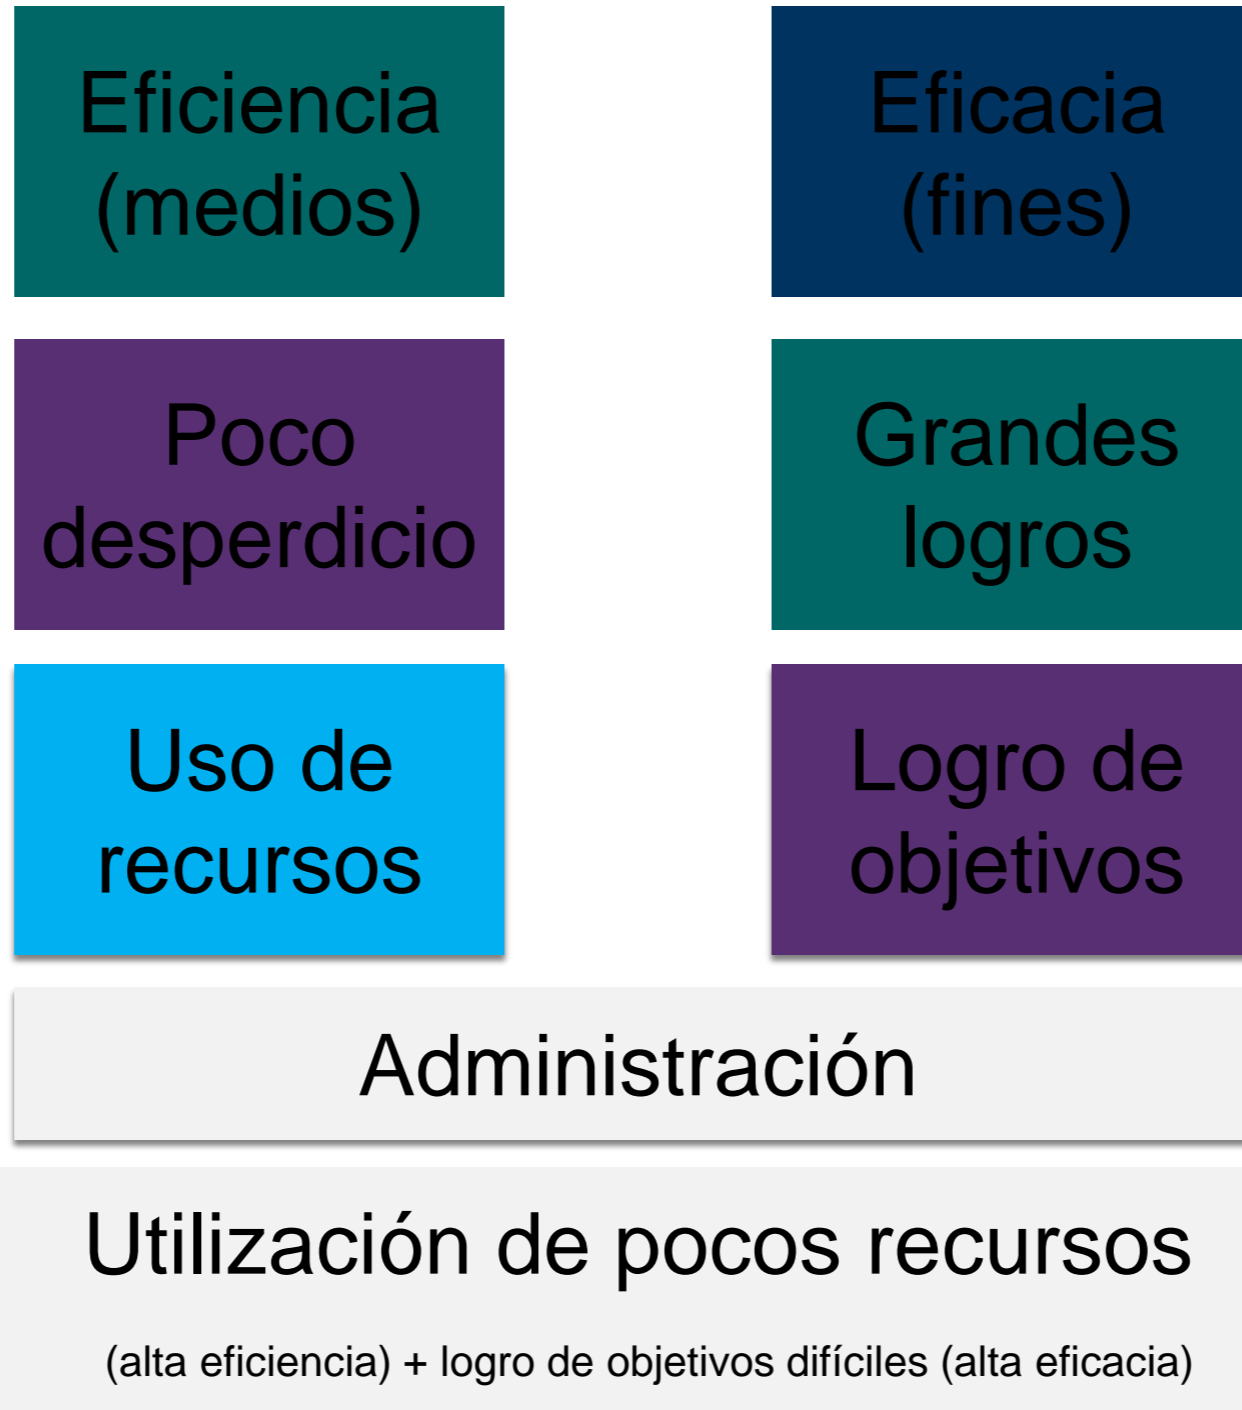 Eficiencia
(medios)
Eficacia
(fines)
Poco
desperdicio
Grandes
logros
Uso de
recursos
Logro de
objetivos
Administración
Utilización de pocos recursos
(alta eficiencia) + logro de objetivos difíciles (alta eficacia)